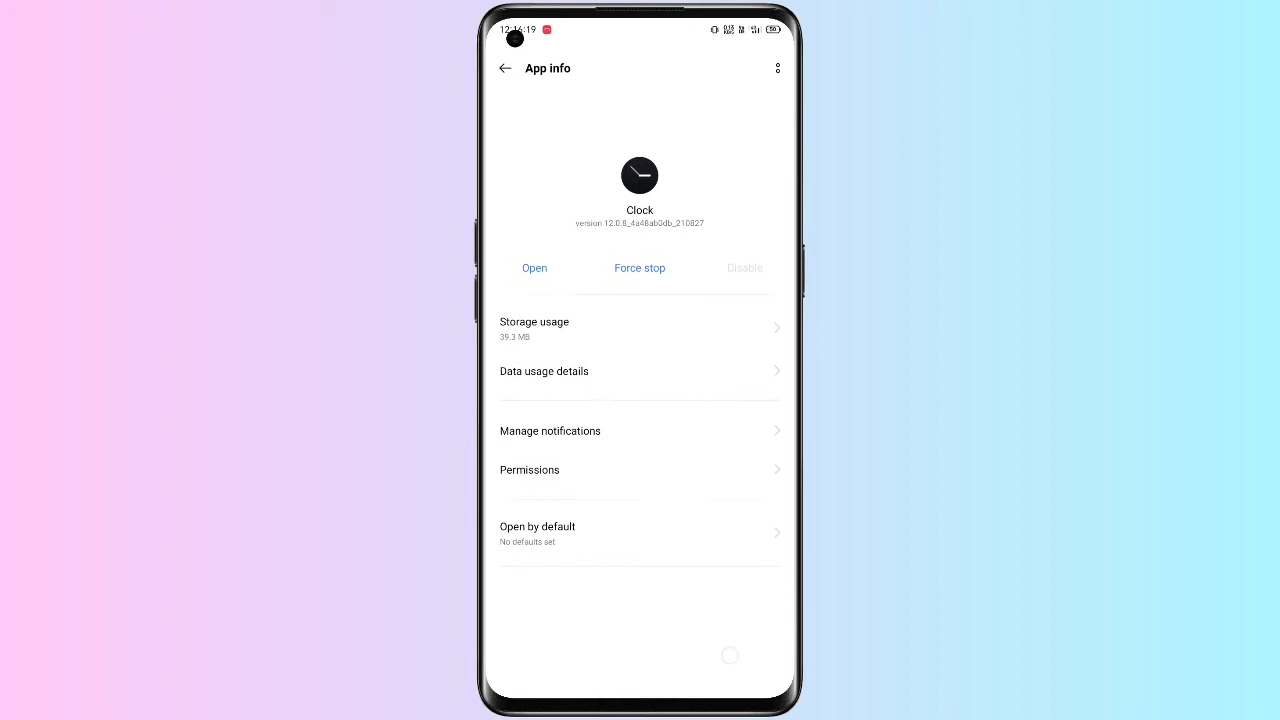 12:14:19
App info
Clock
version 12.0.8_4a48ab0db_210827
Open Force stop Disable
Storage usage
39.3 MB
Data usage details
Manage notifications
Permissions
Open by default
No defaults set